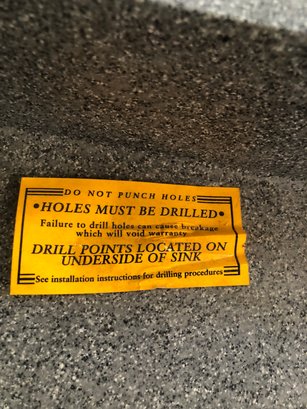 DO NOT PUNCH HOLES
•HOLES MUST BE DRILLED•
Failure to drill holes can cause breakage
which will void warranty
DRILL POINTS LOCATED ON
UNDERSIDE OF SINK
See installation instructions for drilling procedures